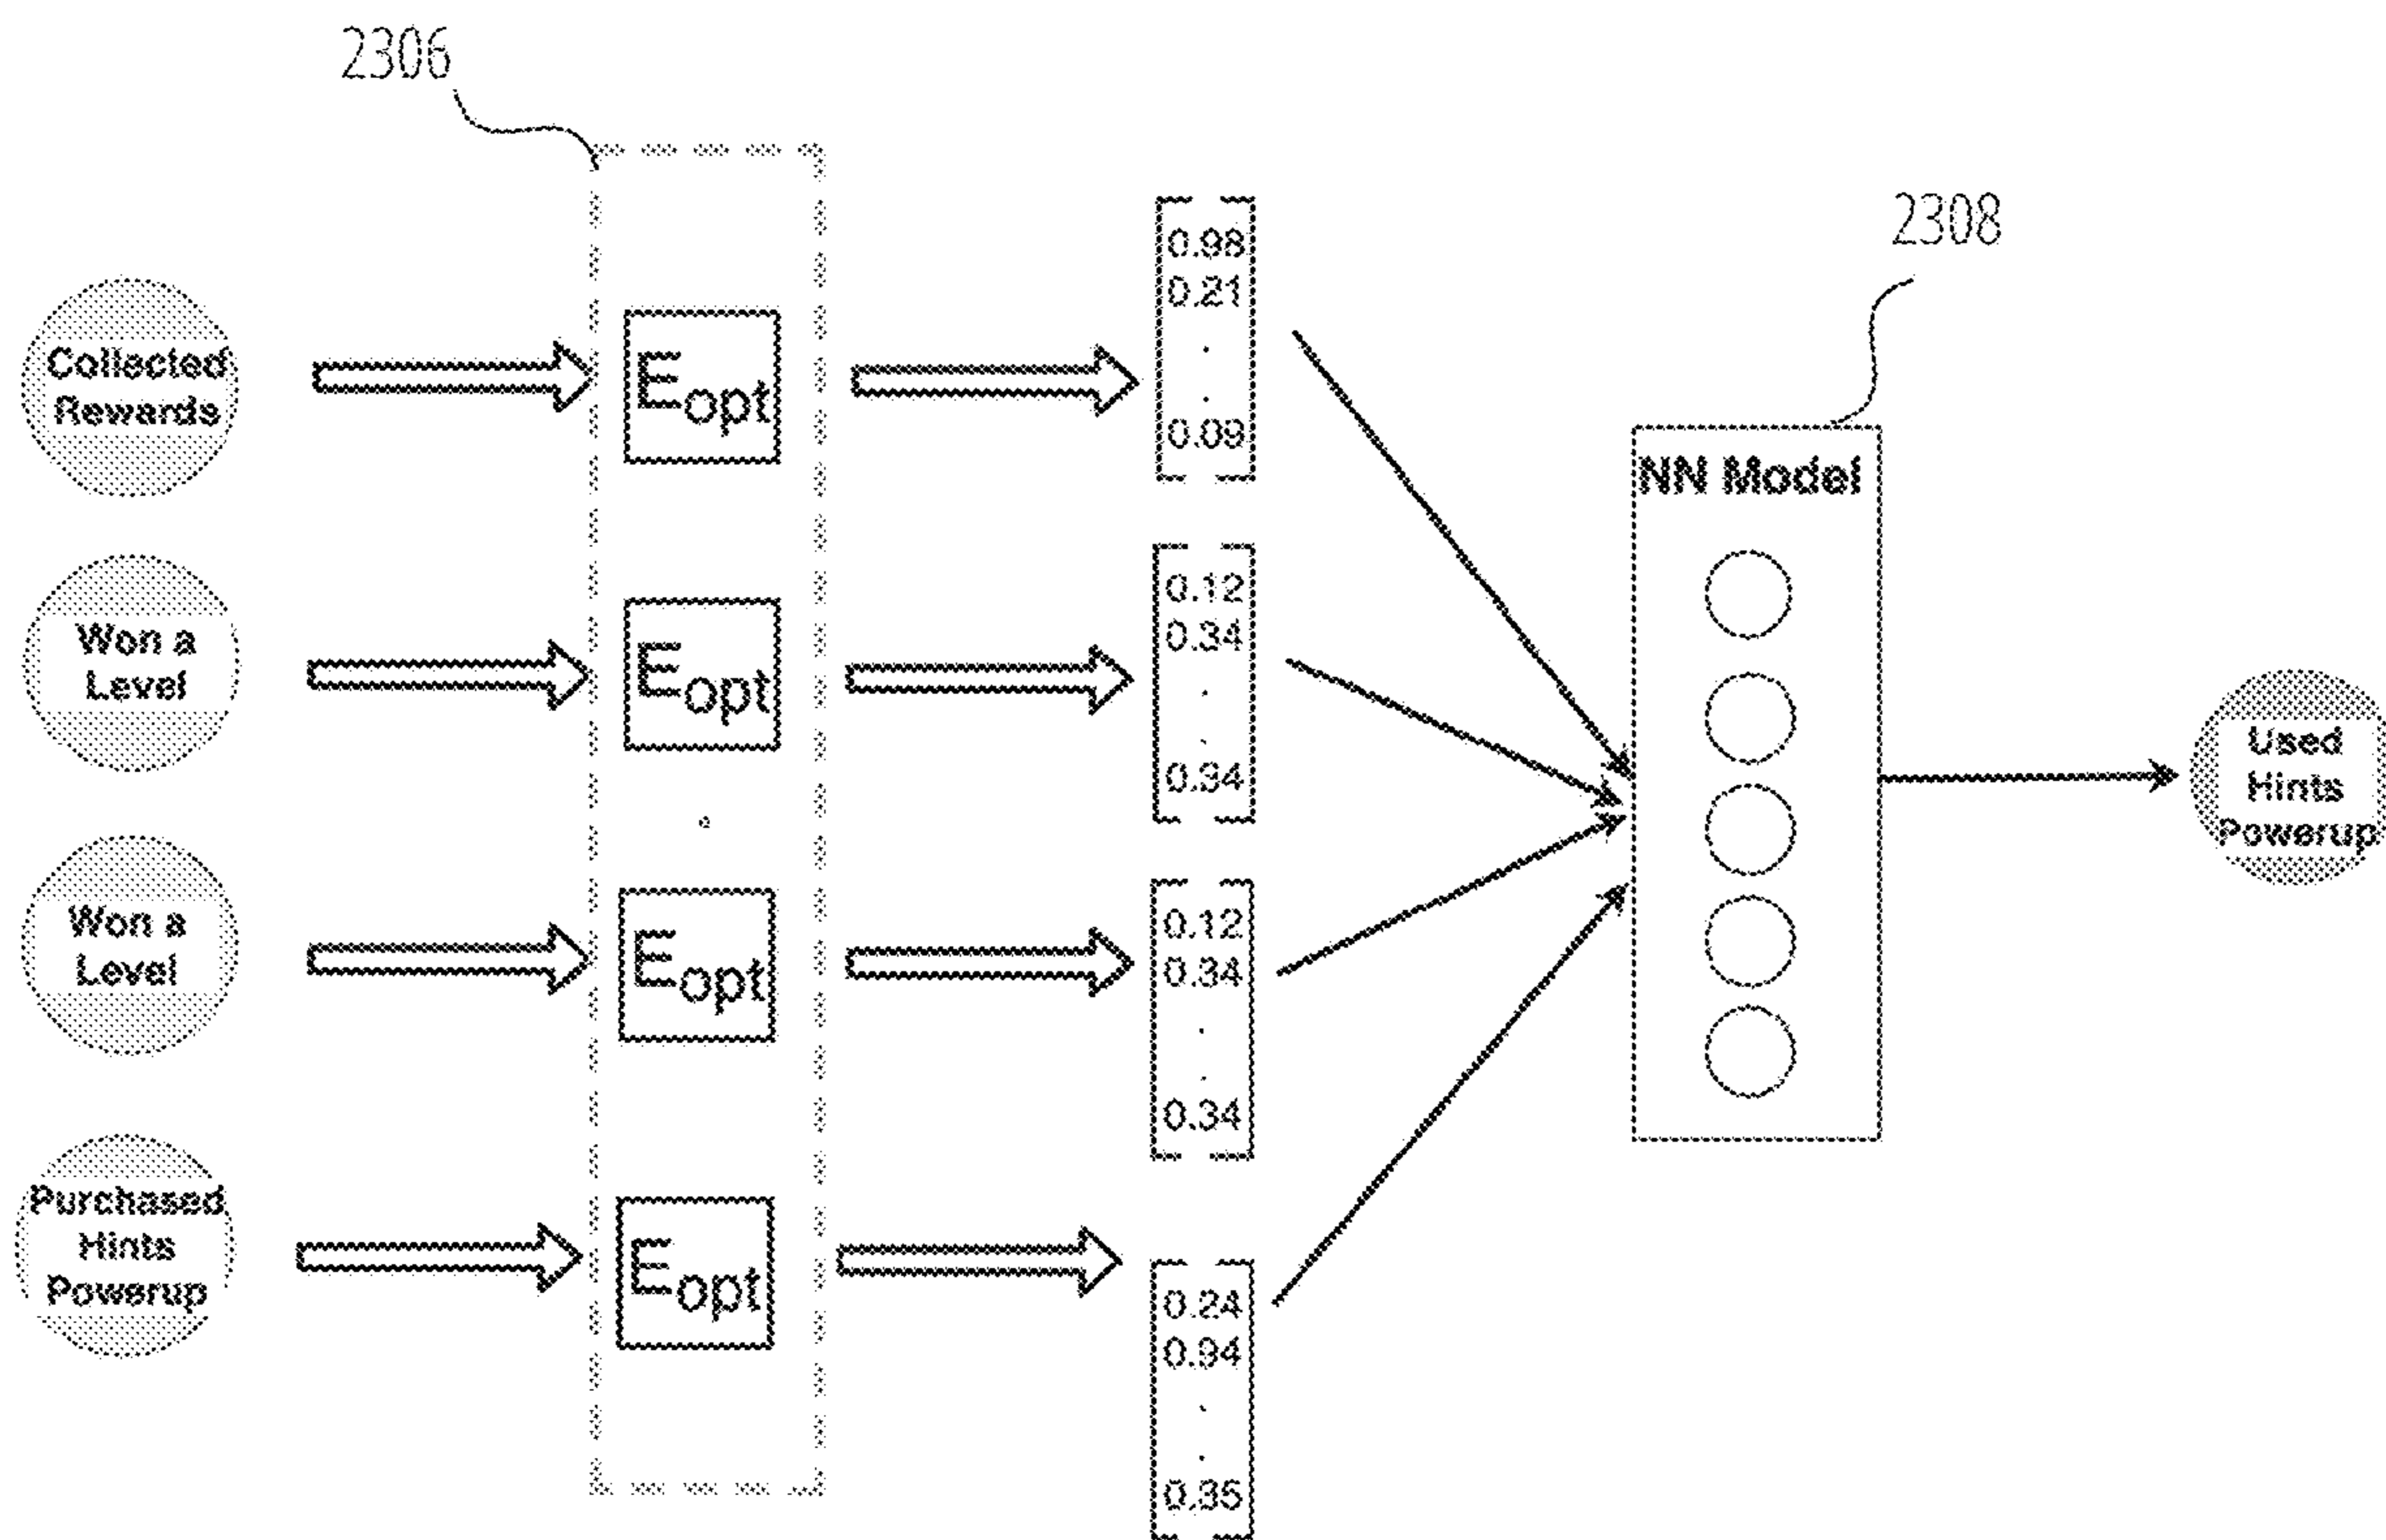 2306
2308
Collected
Rewards
Eopt
0.98
0.21
.
.
0.09
NN Model
Won a
Level
Eopt
0.12
0.34
.
.
0.34
Used
Hints
Powerup
Won a
Level
Eopt
0.12
0.34
.
.
0.34
Purchased
Hints
Powerup
Eopt
0.24
0.94
.
.
0.35